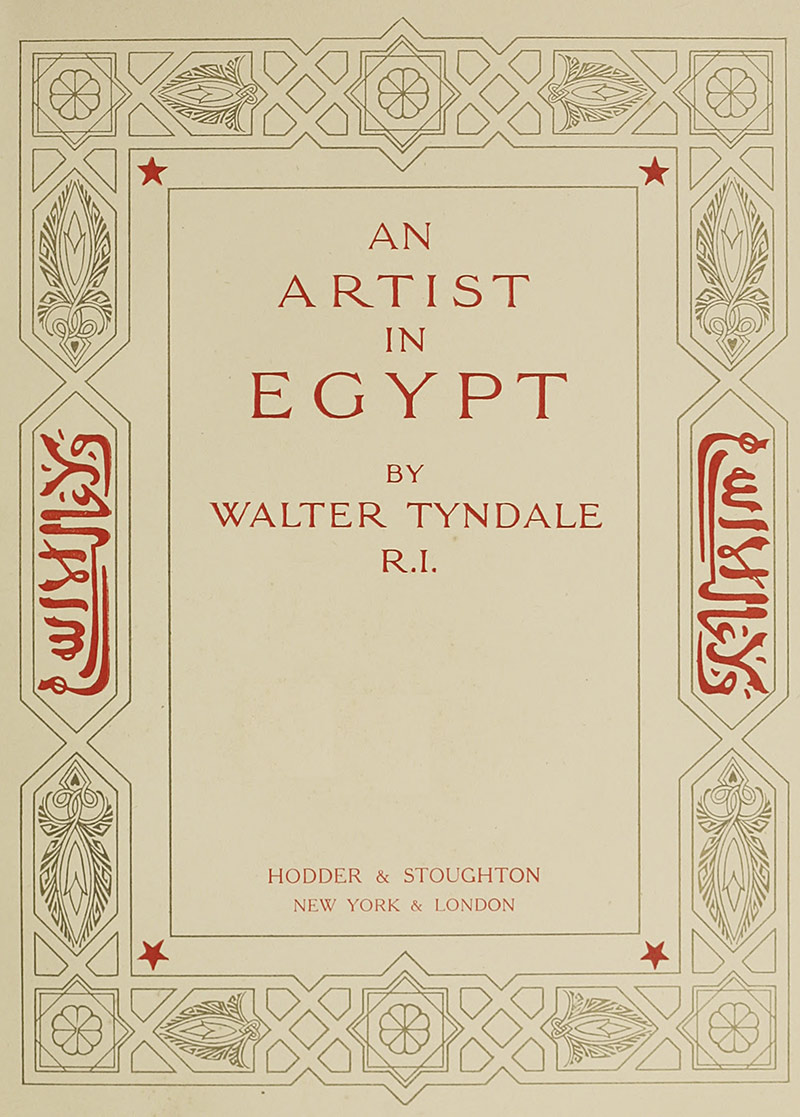 AN
ARTIST
IN
EGYPT
BY
WALTER TYNDALE
R.I.
HODDER & STOUGHTON
NEW YORK & LONDON